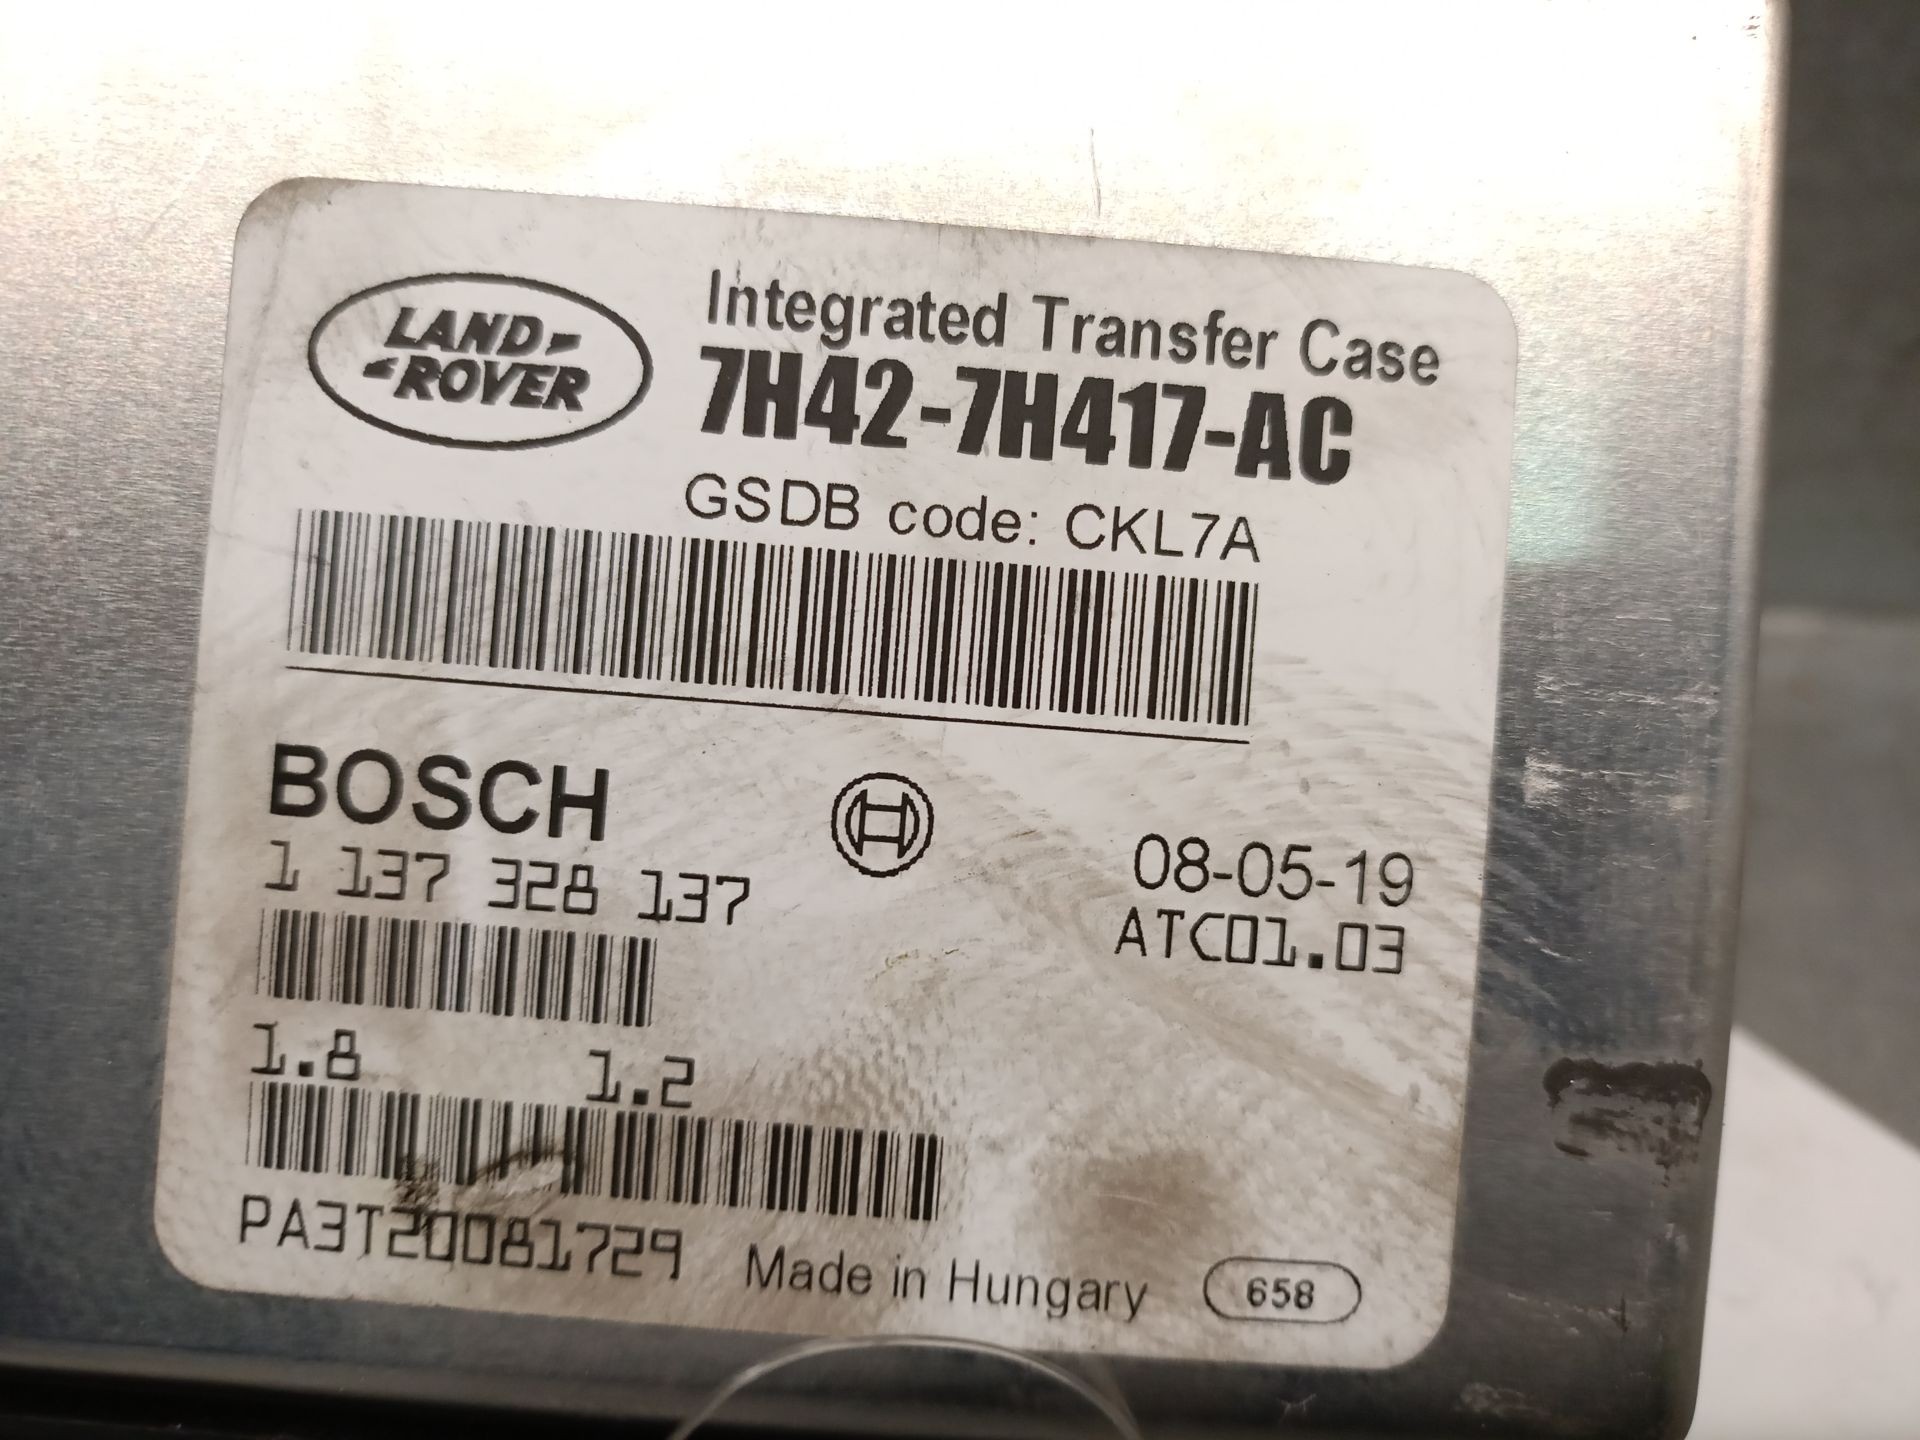 LAND
ROVER
Integrated Transfer Case
7H42-7H417-AC
GSDB code: CKL7A
BOSCH
1 137 328 137
08-05-19
ATC01.03
1.8 1.2
PA3T20081729
Made in Hungary
658